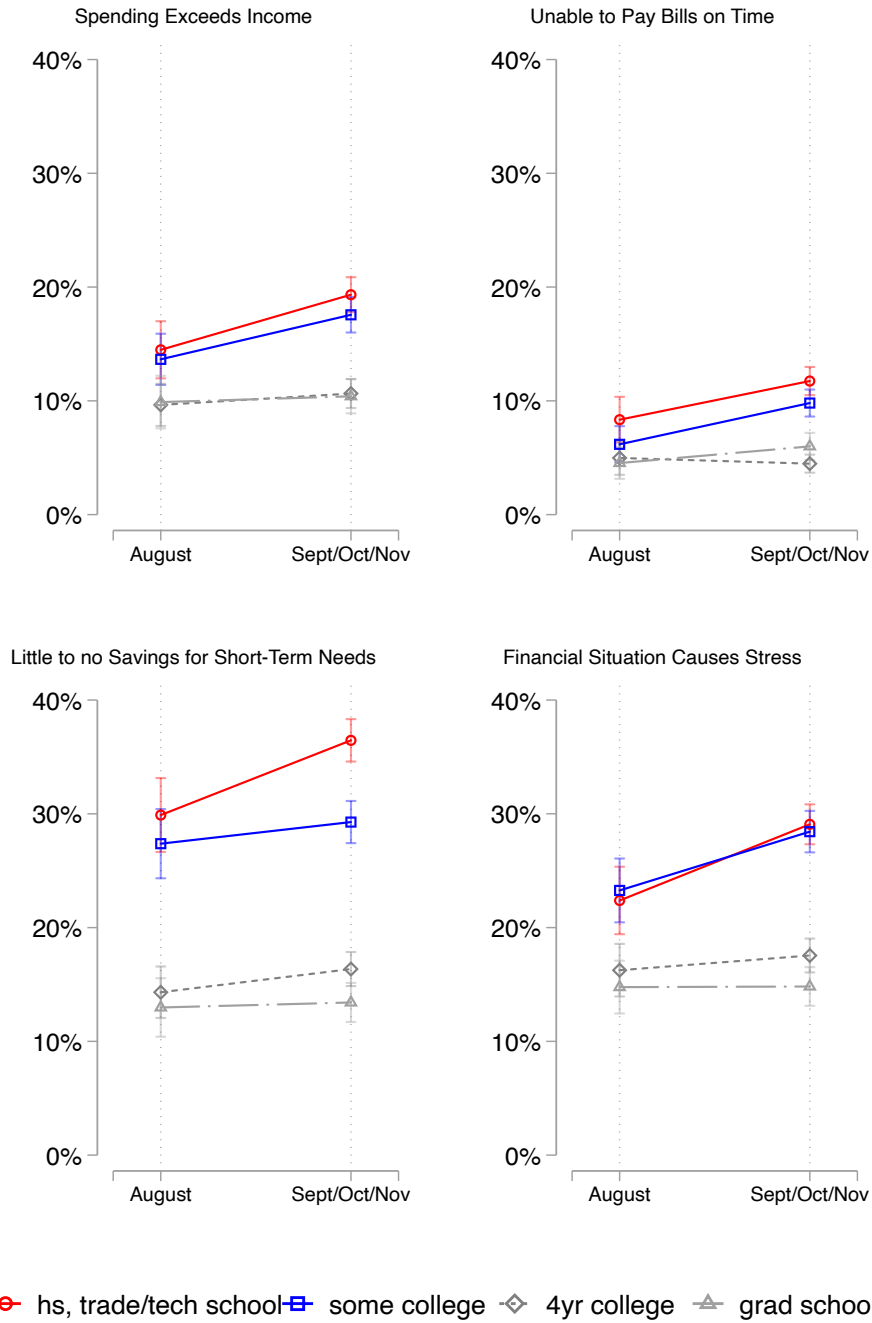 Spending Exceeds Income
40%
30%
20%
10%
0%
August Sept/Oct/Nov
Unable to Pay Bills on Time
40%
30%
20%
10%
0%
August Sept/Oct/Nov
Little to no Savings for Short-Term Needs
40%
30%
20%
10%
0%
August Sept/Oct/Nov
Financial Situation Causes Stress
40%
30%
20%
10%
0%
August Sept/Oct/Nov
hs, trade/tech school some college 4yr college grad schoo